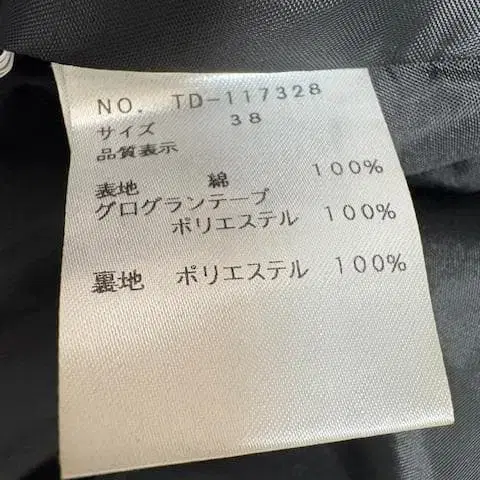 NO. TD-117328
サイズ 38
品質表示
表地 綿 100%
グログランテープ
ポリエステル 100%
裏地 ポリエステル 100%